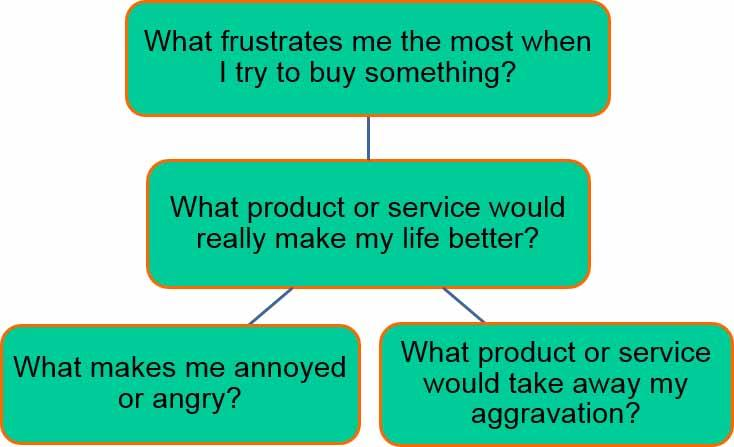 What frustrates me the most when
I try to buy something?
What product or service would
really make my life better?
What makes me annoyed
or angry?
What product or service
would take away my
aggravation?